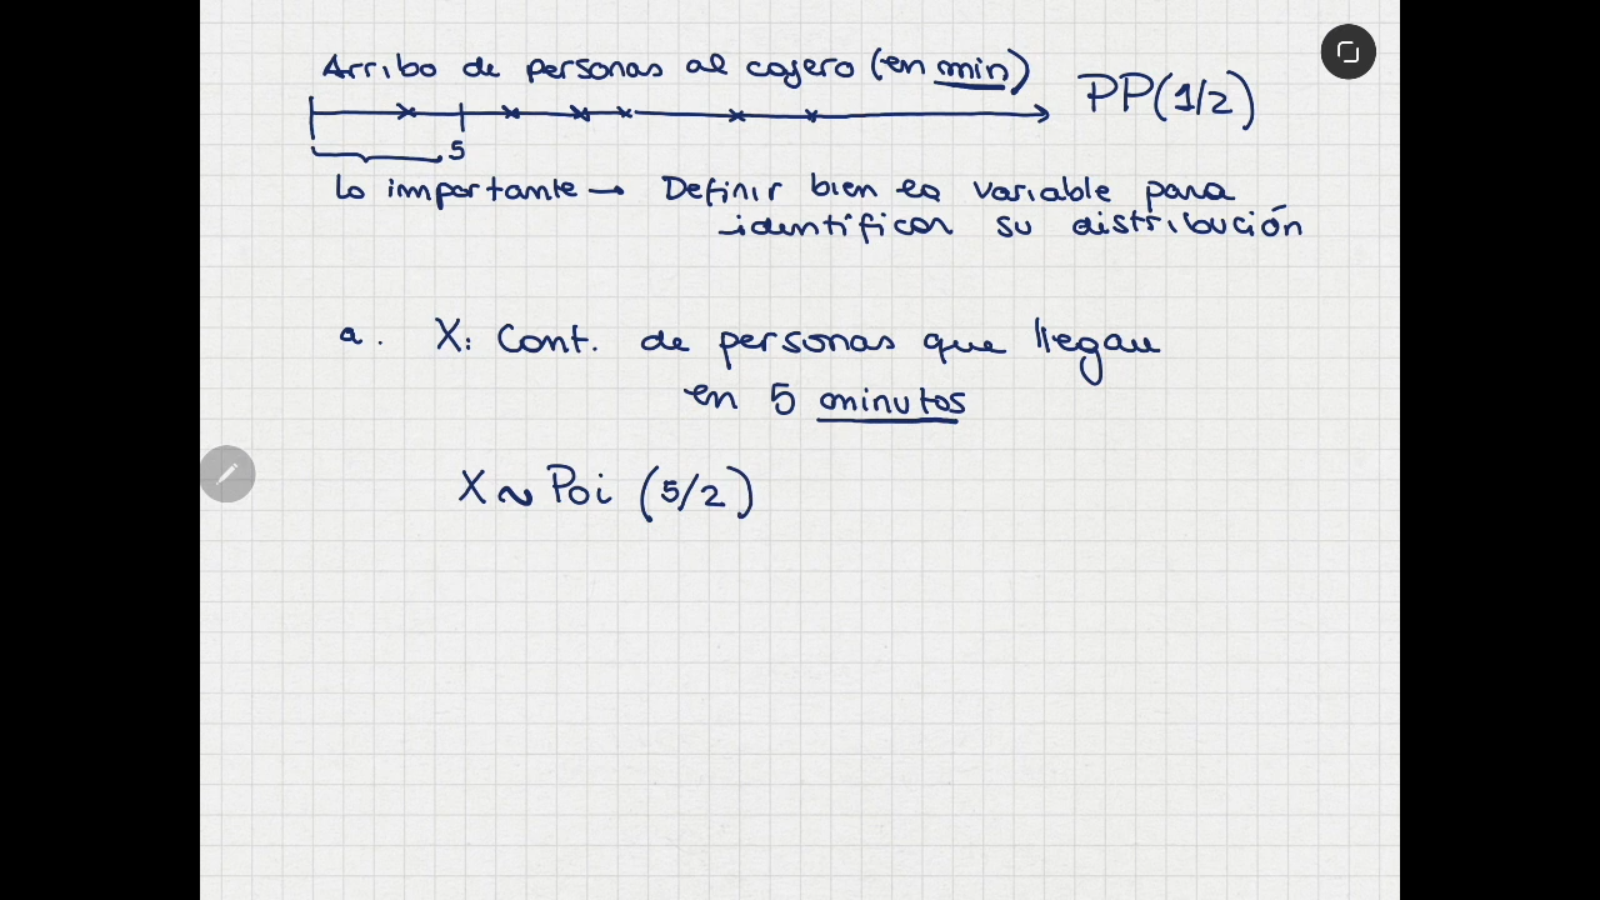 Arribo de personas al cajero (en min) PP(1/2)
5
Lo importante → Definir bien la variable para
identificar su distribución
a. X: Cant. de personas que llegan
en 5 minutos
X ~ Poi (5/2)